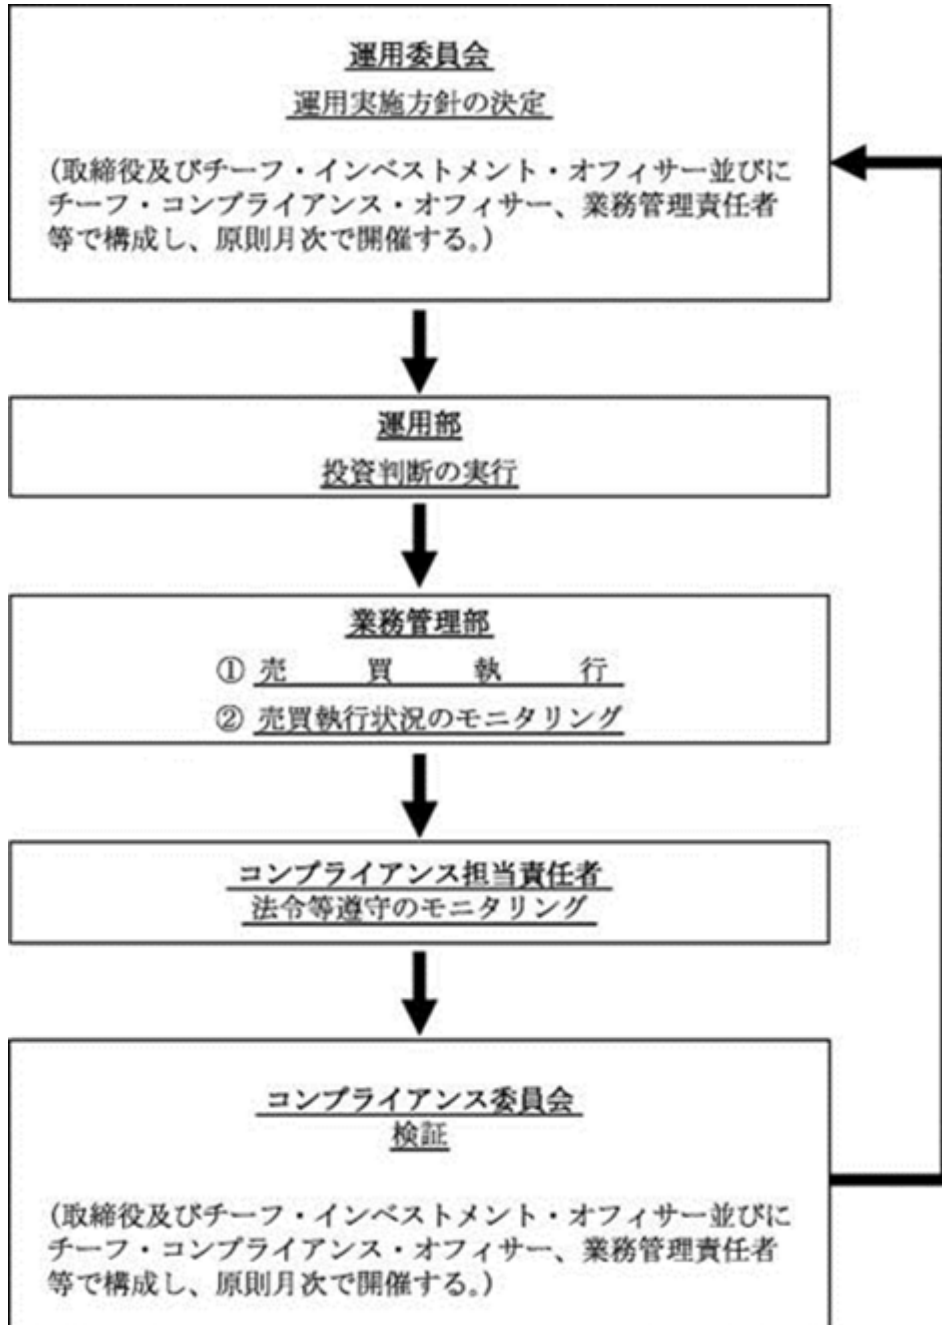 運用委員会
運用実施方針の決定
(取締役及びチーフ・インベストメント・オフィサー並びに
チーフ・コンプライアンス・オフィサー、業務管理責任者
等で構成し、原則月次で開催する。)
運用部
投資判断の実行
業務管理部
① 売買執行
② 売買執行状況のモニタリング
コンプライアンス担当責任者
法令等遵守のモニタリング
コンプライアンス委員会
検証
(取締役及びチーフ・インベストメント・オフィサー並びに
チーフ・コンプライアンス・オフィサー、業務管理責任者
等で構成し、原則月次で開催する。)